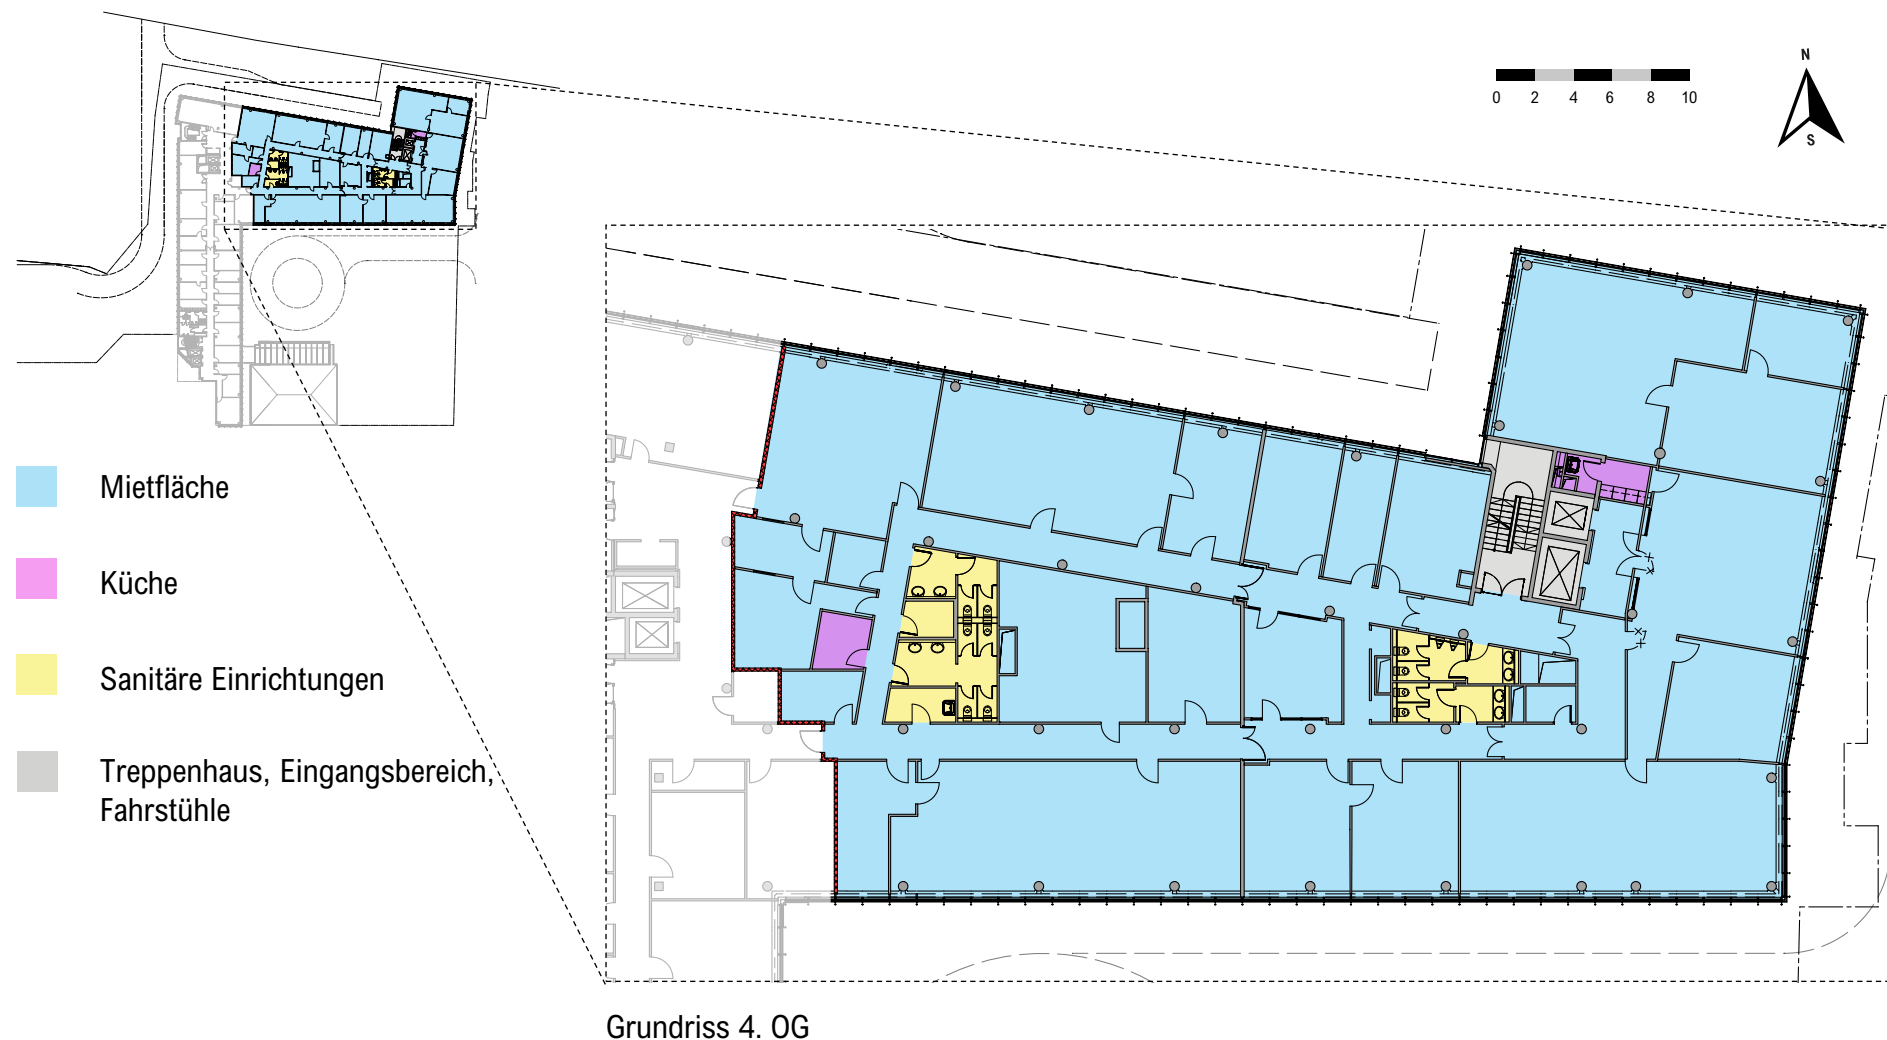 N
0 2 4 6 8 10
S
Mietfläche
Küche
Sanitäre Einrichtungen
Treppenhaus, Eingangsbereich,
Fahrstühle
Grundriss 4. OG